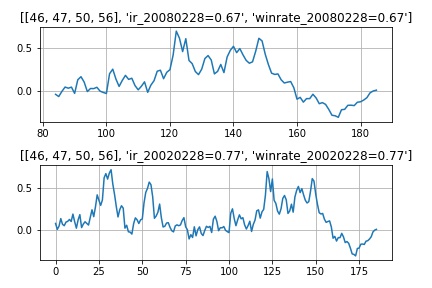 [[46, 47, 50, 56], 'ir_20080228=0.67', 'winrate_20080228=0.67']
0.5
0.0
80 100 120 140 160 180
[[46, 47, 50, 56], 'ir_20020228=0.77', 'winrate_20020228=0.77']
0.5
0.0
0 25 50 75 100 125 150 175